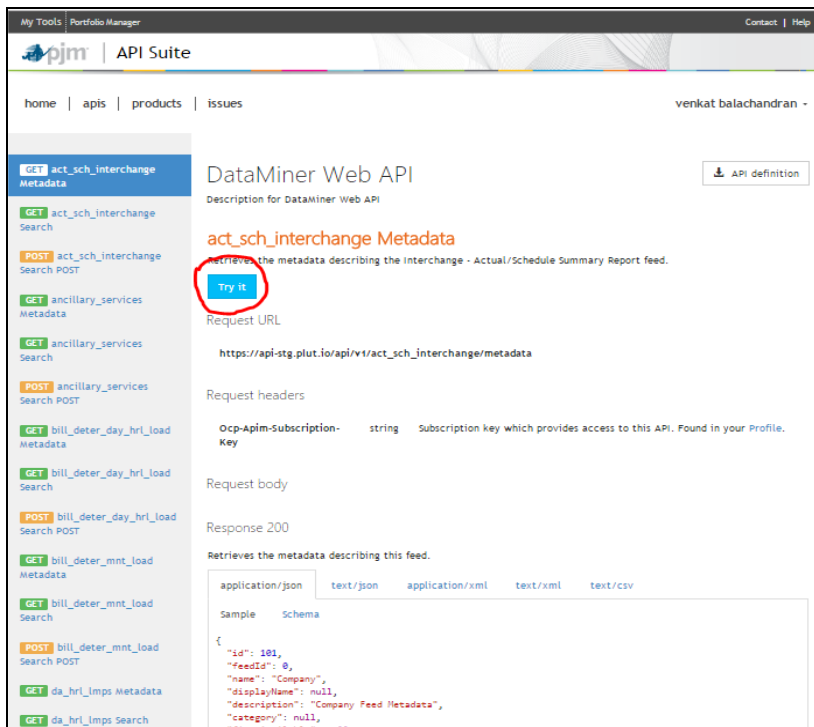 My Tools Portfolio Manager
Contact | Help
pjm | API Suite
home | apis | products | issues
venkat balachandran
GET act_sch_interchange
Metadata
GET act_sch_interchange
Search
POST act_sch_interchange
Search POST
GET ancillary_services
Metadata
GET ancillary_services
Search
POST ancillary_services
Search POST
GET bill_deter_day_hrl_load
Metadata
GET bill_deter_day_hrl_load
Search
POST bill_deter_day_hrl_load
Search POST
GET bill_deter_mnt_load
Metadata
GET bill_deter_mnt_load
Search
POST bill_deter_mnt_load
Search POST
GET da_hrl_lmps Metadata
GET da_hrl_lmps Search
DataMiner Web API
API definition
Description for DataMiner Web API
act_sch_interchange Metadata
Retrieves the metadata describing the Interchange - Actual/Schedule Summary Report feed.
Try it
Request URL
https://api-stg.plut.io/api/v1/act_sch_interchange/metadata
Request headers
Ocp-Apim-Subscription- string Subscription key which provides access to this API. Found in your Profile.
Key
Request body
Response 200
Retrieves the metadata describing this feed.
application/json text/json application/xml text/xml text/csv
Sample Schema
{
"id": 101,
"feedId": 0,
"name": "Company",
"displayName": null,
"description": "Company Feed Metadata",
"category": null,